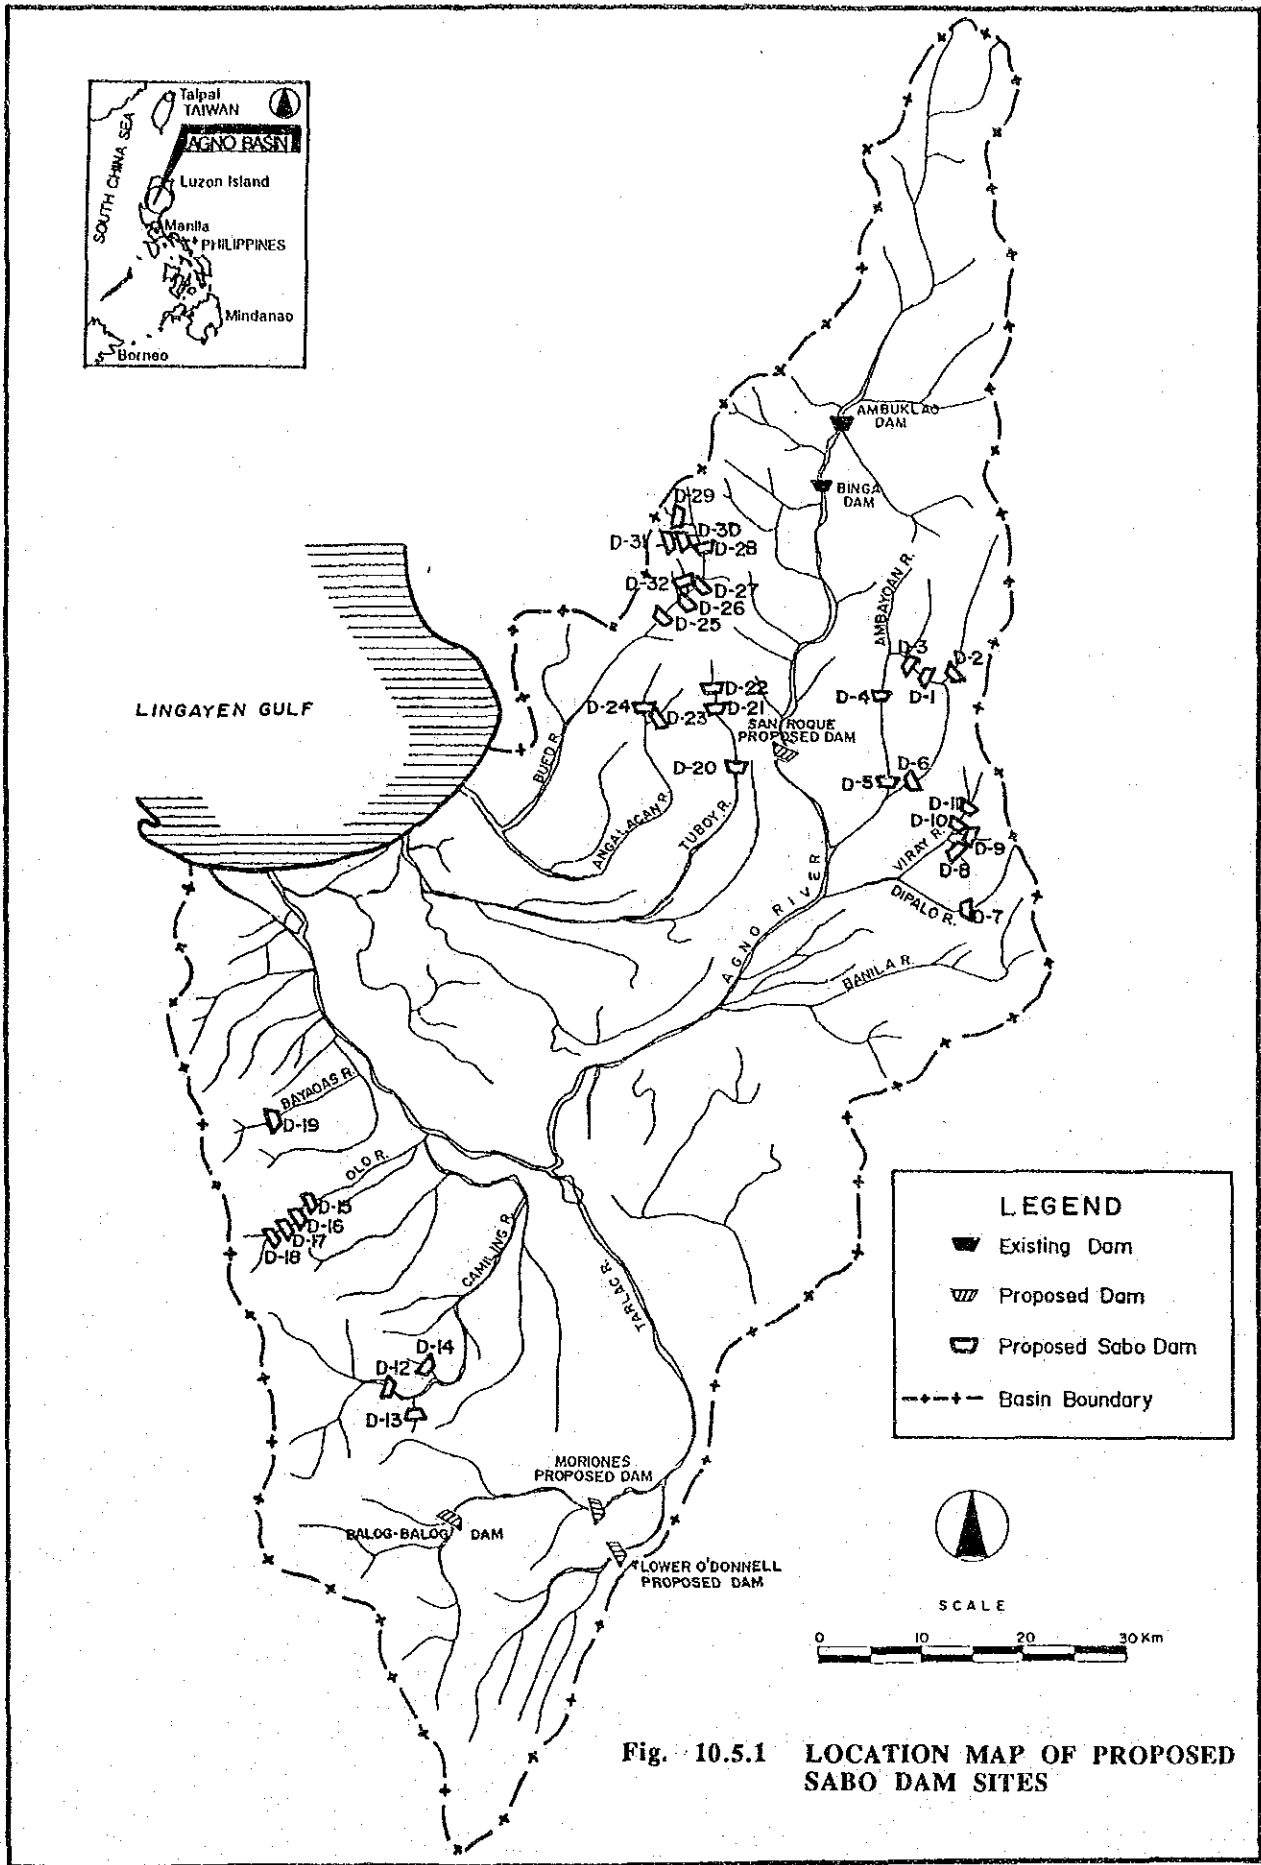 Taipai
TAIWAN
AGNO BASIN
SOUTH CHINA SEA
Luzon Island
Manila
PHILIPPINES
Mindanao
Borneo
AMBUKLAO
DAM
BINGA
DAM
D-29
D-30
D-31
D-28
D-32
D-27
D-26
D-25
AMBAYOAN R.
D-3
D-2
D-1
D-4
LINGAYEN GULF
D-22
D-24
D-21
D-23
SAN ROQUE
PROPOSED DAM
BUED R.
D-20
D-6
D-5
ANGALACAN R.
TUBOY R.
D-11
D-10
D-9
VIRAY R.
D-8
DIPALO R.
D-7
AGNO RIVER
BANILA R.
BAYAOAS R.
D-19
OLO R.
D-15
D-16
D-17
D-18
CAMILING R.
TARLAC R.
LEGEND
Existing Dam
Proposed Dam
Proposed Sabo Dam
Basin Boundary
D-14
D-12
D-13
MORIONES
PROPOSED DAM
BALOG-BALOG DAM
LOWER O'DONNELL
PROPOSED DAM
SCALE
0 10 20 30 Km
Fig. 10.5.1 LOCATION MAP OF PROPOSED
SABO DAM SITES